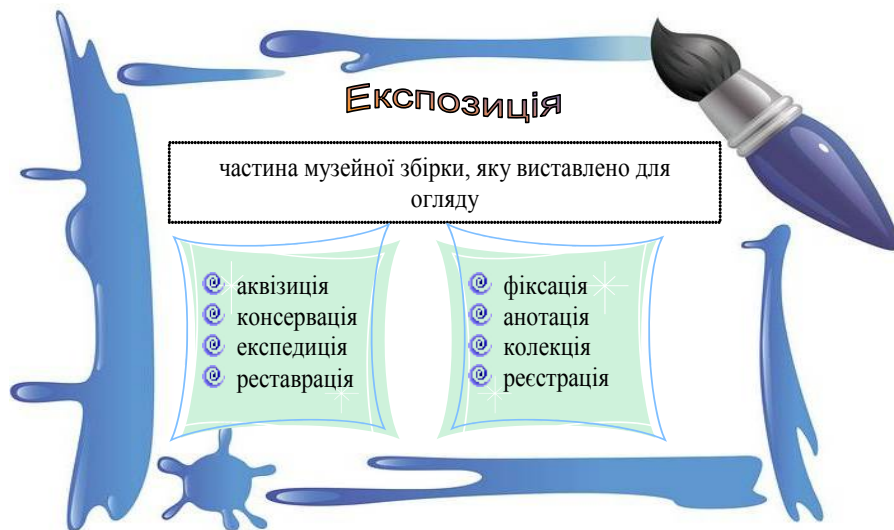 Експозиція
частина музейної збірки, яку виставлено для
огляду
аквізиція
консервація
експедиція
реставрація
фіксація
анотація
колекція
реєстрація